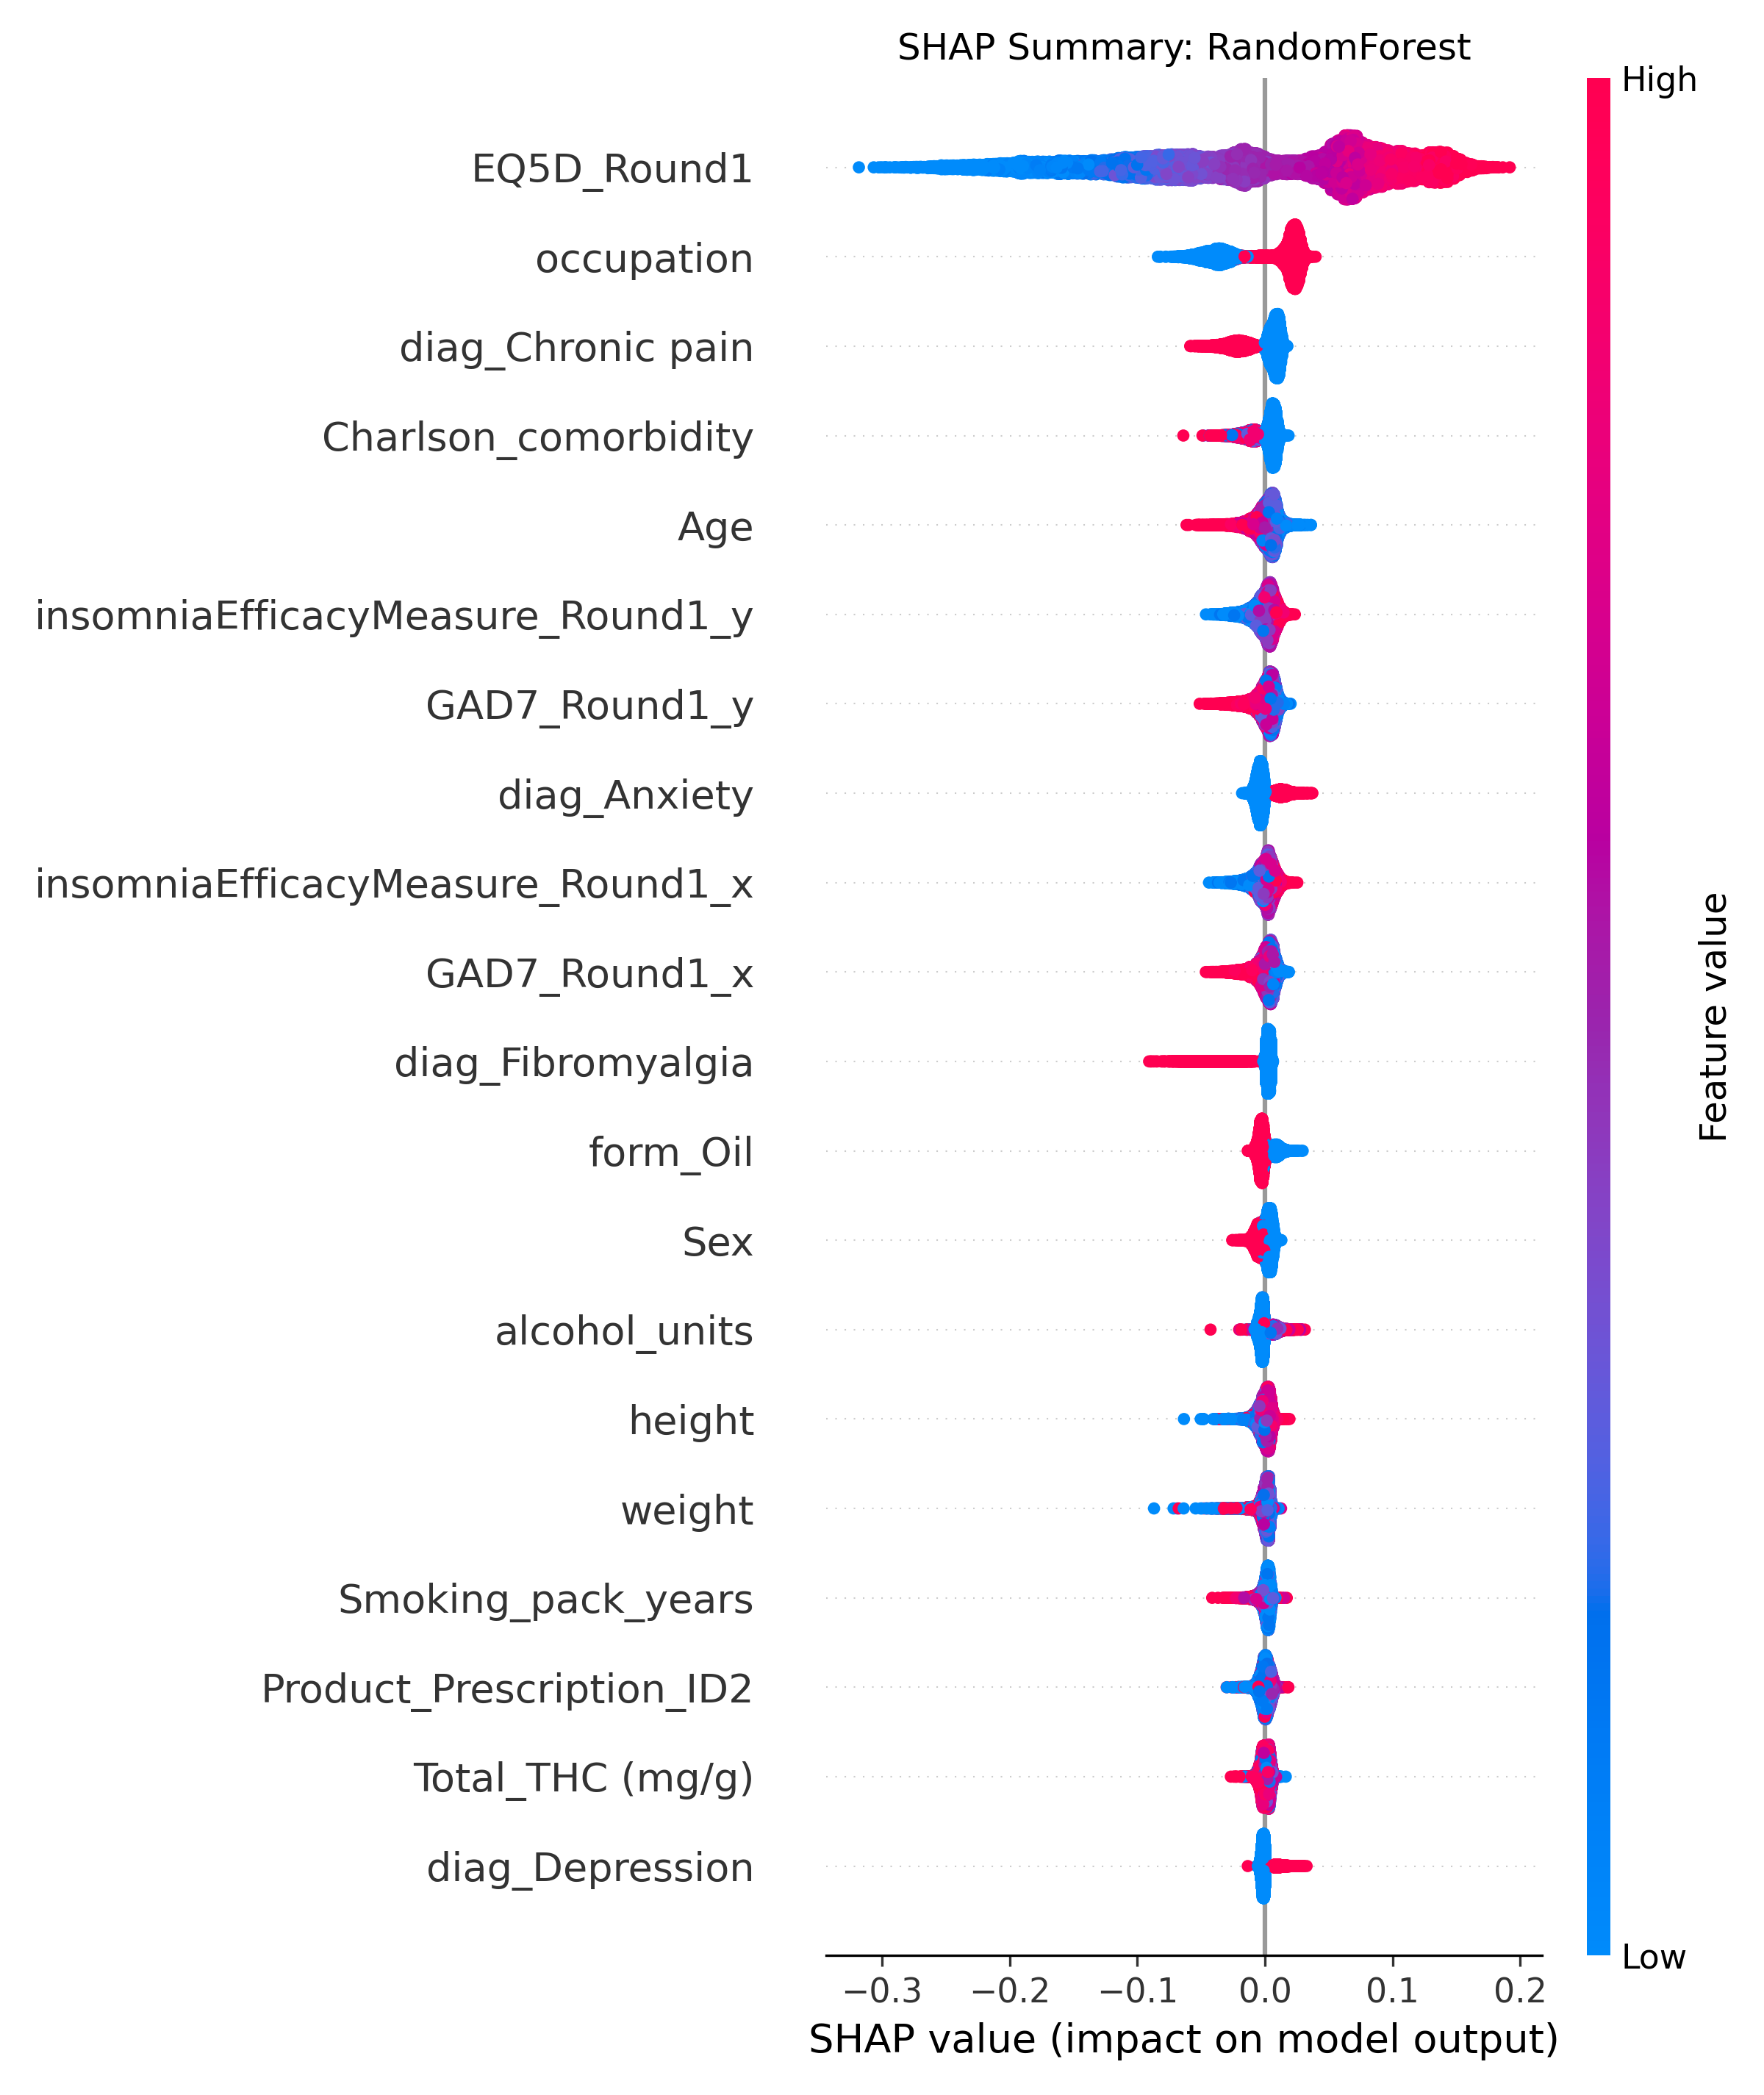 SHAP Summary: RandomForest
High
EQ5D_Round1
occupation
diag_Chronic pain
Charlson_comorbidity
Age
insomniaEfficacyMeasure_Round1_y
GAD7_Round1_y
diag_Anxiety
insomniaEfficacyMeasure_Round1_x
GAD7_Round1_x
diag_Fibromyalgia
form_Oil
Sex
alcohol_units
height
weight
Smoking_pack_years
Product_Prescription_ID2
Total_THC (mg/g)
diag_Depression
Feature value
Low
−0.3 −0.2 −0.1 0.0 0.1 0.2
SHAP value (impact on model output)